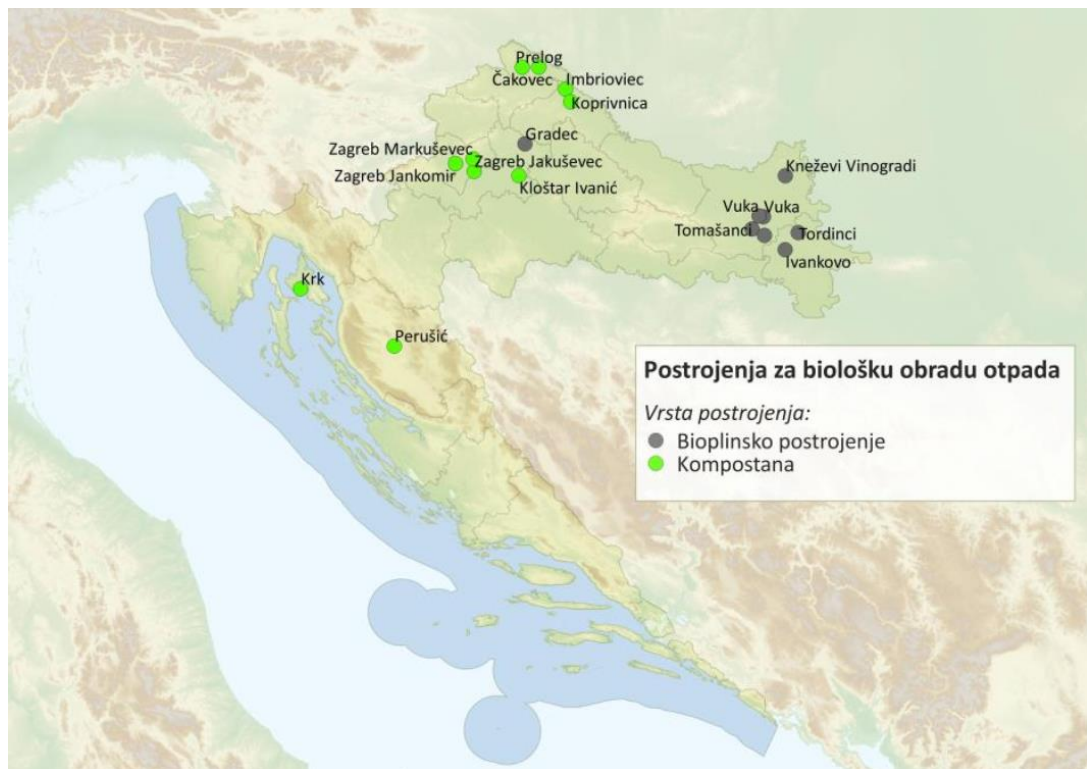 Prelog
Čakovec
Imbrioviec
Koprivnica
Gradec
Zagreb Markuševec
Zagreb Jakuševec
Zagreb Jankomir
Kloštar Ivanić
Kneževi Vinogradi
Vuka Vuka
Tomašanci
Tordinci
Ivankovo
Krk
Perušić
Postrojenja za biološku obradu otpada
Vrsta postrojenja:
Bioplinsko postrojenje
Kompostana